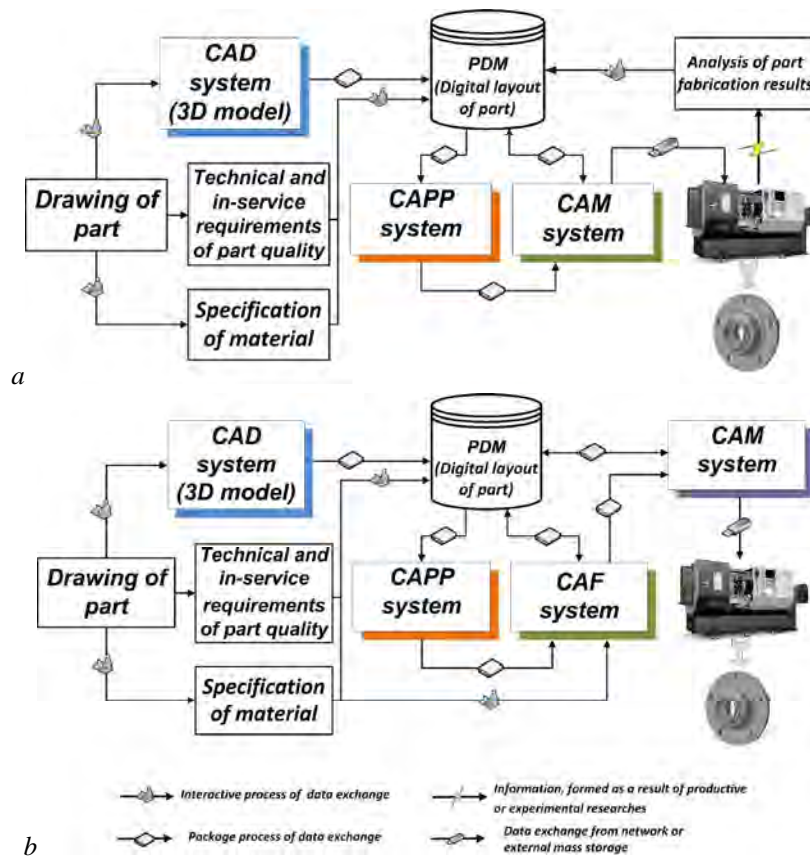 CAD
system
(3D model)
PDM
(Digital layout
of part)
Analysis of part
fabrication results
Drawing of
part
Technical and
in-service
requirements
of part quality
CAPP
system
CAM
system
Specification
of material
a
CAD
system
(3D model)
PDM
(Digital layout
of part)
CAM
system
Drawing of
part
Technical and
in-service
requirements
of part quality
CAPP
system
CAF
system
Specification
of material
Interactive process of data exchange
Information, formed as a result of productive
or experimental researches
Package process of data exchange
Data exchange from network or
external mass storage
b